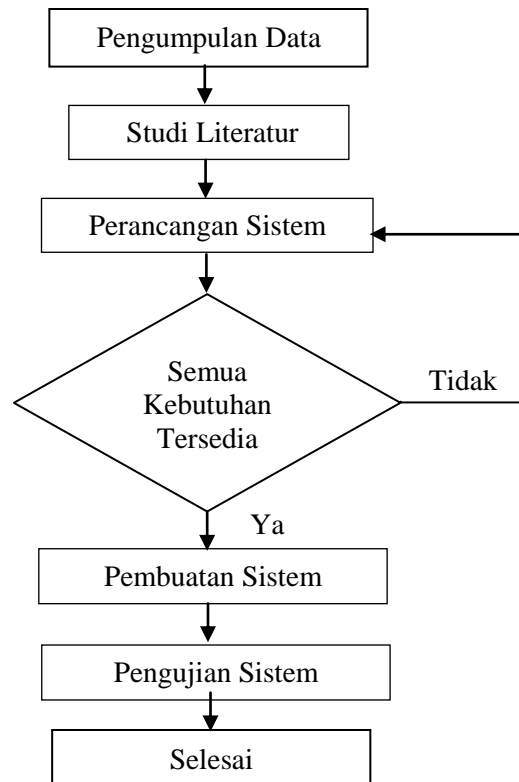 Pengumpulan Data
Studi Literatur
Perancangan Sistem
Semua
Kebutuhan
Tersedia
Tidak
Ya
Pembuatan Sistem
Pengujian Sistem
Selesai